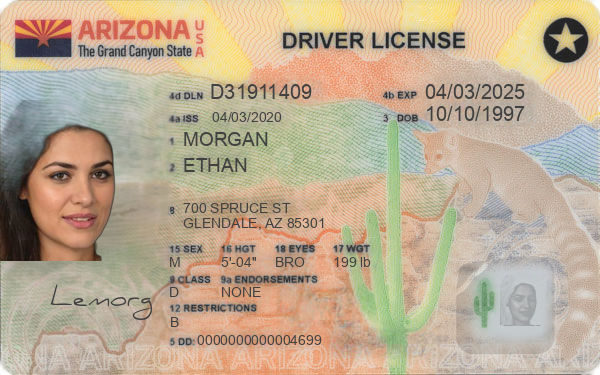 ARIZONA USA
The Grand Canyon State
DRIVER LICENSE
4d DLN D31911409
4b EXP 04/03/2025
4a ISS 04/03/2020
3 DOB 10/10/1997
1 MORGAN
2 ETHAN
8 700 SPRUCE ST
GLENDALE, AZ 85301
15 SEX 16 HGT 18 EYES 17 WGT
M 5'-04" BRO 199 lb
9 CLASS 9a ENDORSEMENTS
D NONE
12 RESTRICTIONS
B
Lemorg
5 DD: 0000000000004699
ARIZONA ARIZONA ARIZONA ARIZONA